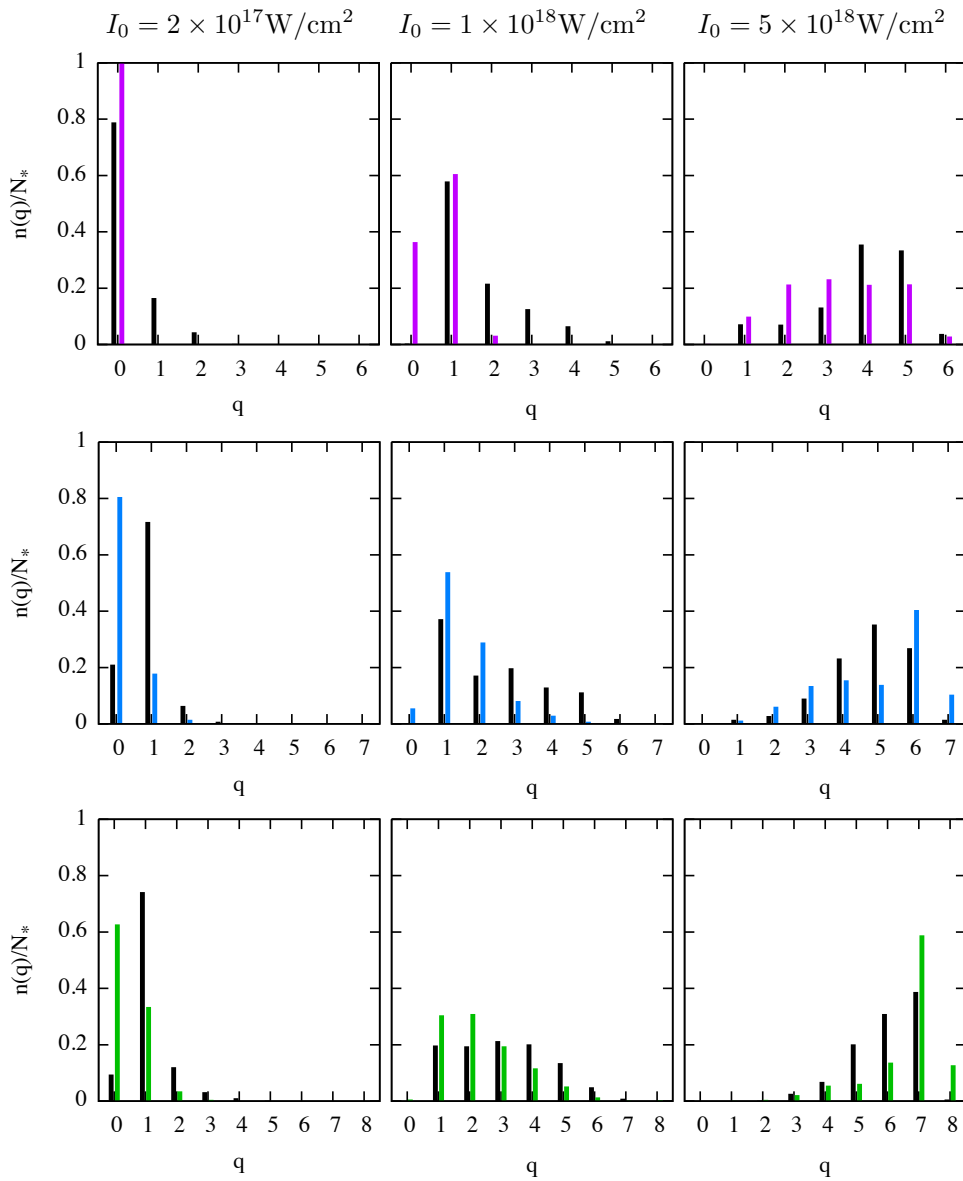 I₀ = 2 × 10¹⁷W/cm² I₀ = 1 × 10¹⁸W/cm² I₀ = 5 × 10¹⁸W/cm²
1
0.8
0.6
0.4
0.2
0
n(q)/N*
0 1 2 3 4 5 6 0 1 2 3 4 5 6 0 1 2 3 4 5 6
q q q
1
0.8
0.6
0.4
0.2
0
n(q)/N*
0 1 2 3 4 5 6 7 0 1 2 3 4 5 6 7 0 1 2 3 4 5 6 7
q q q
1
0.8
0.6
0.4
0.2
0
n(q)/N*
0 1 2 3 4 5 6 7 8 0 1 2 3 4 5 6 7 8 0 1 2 3 4 5 6 7 8
q q q